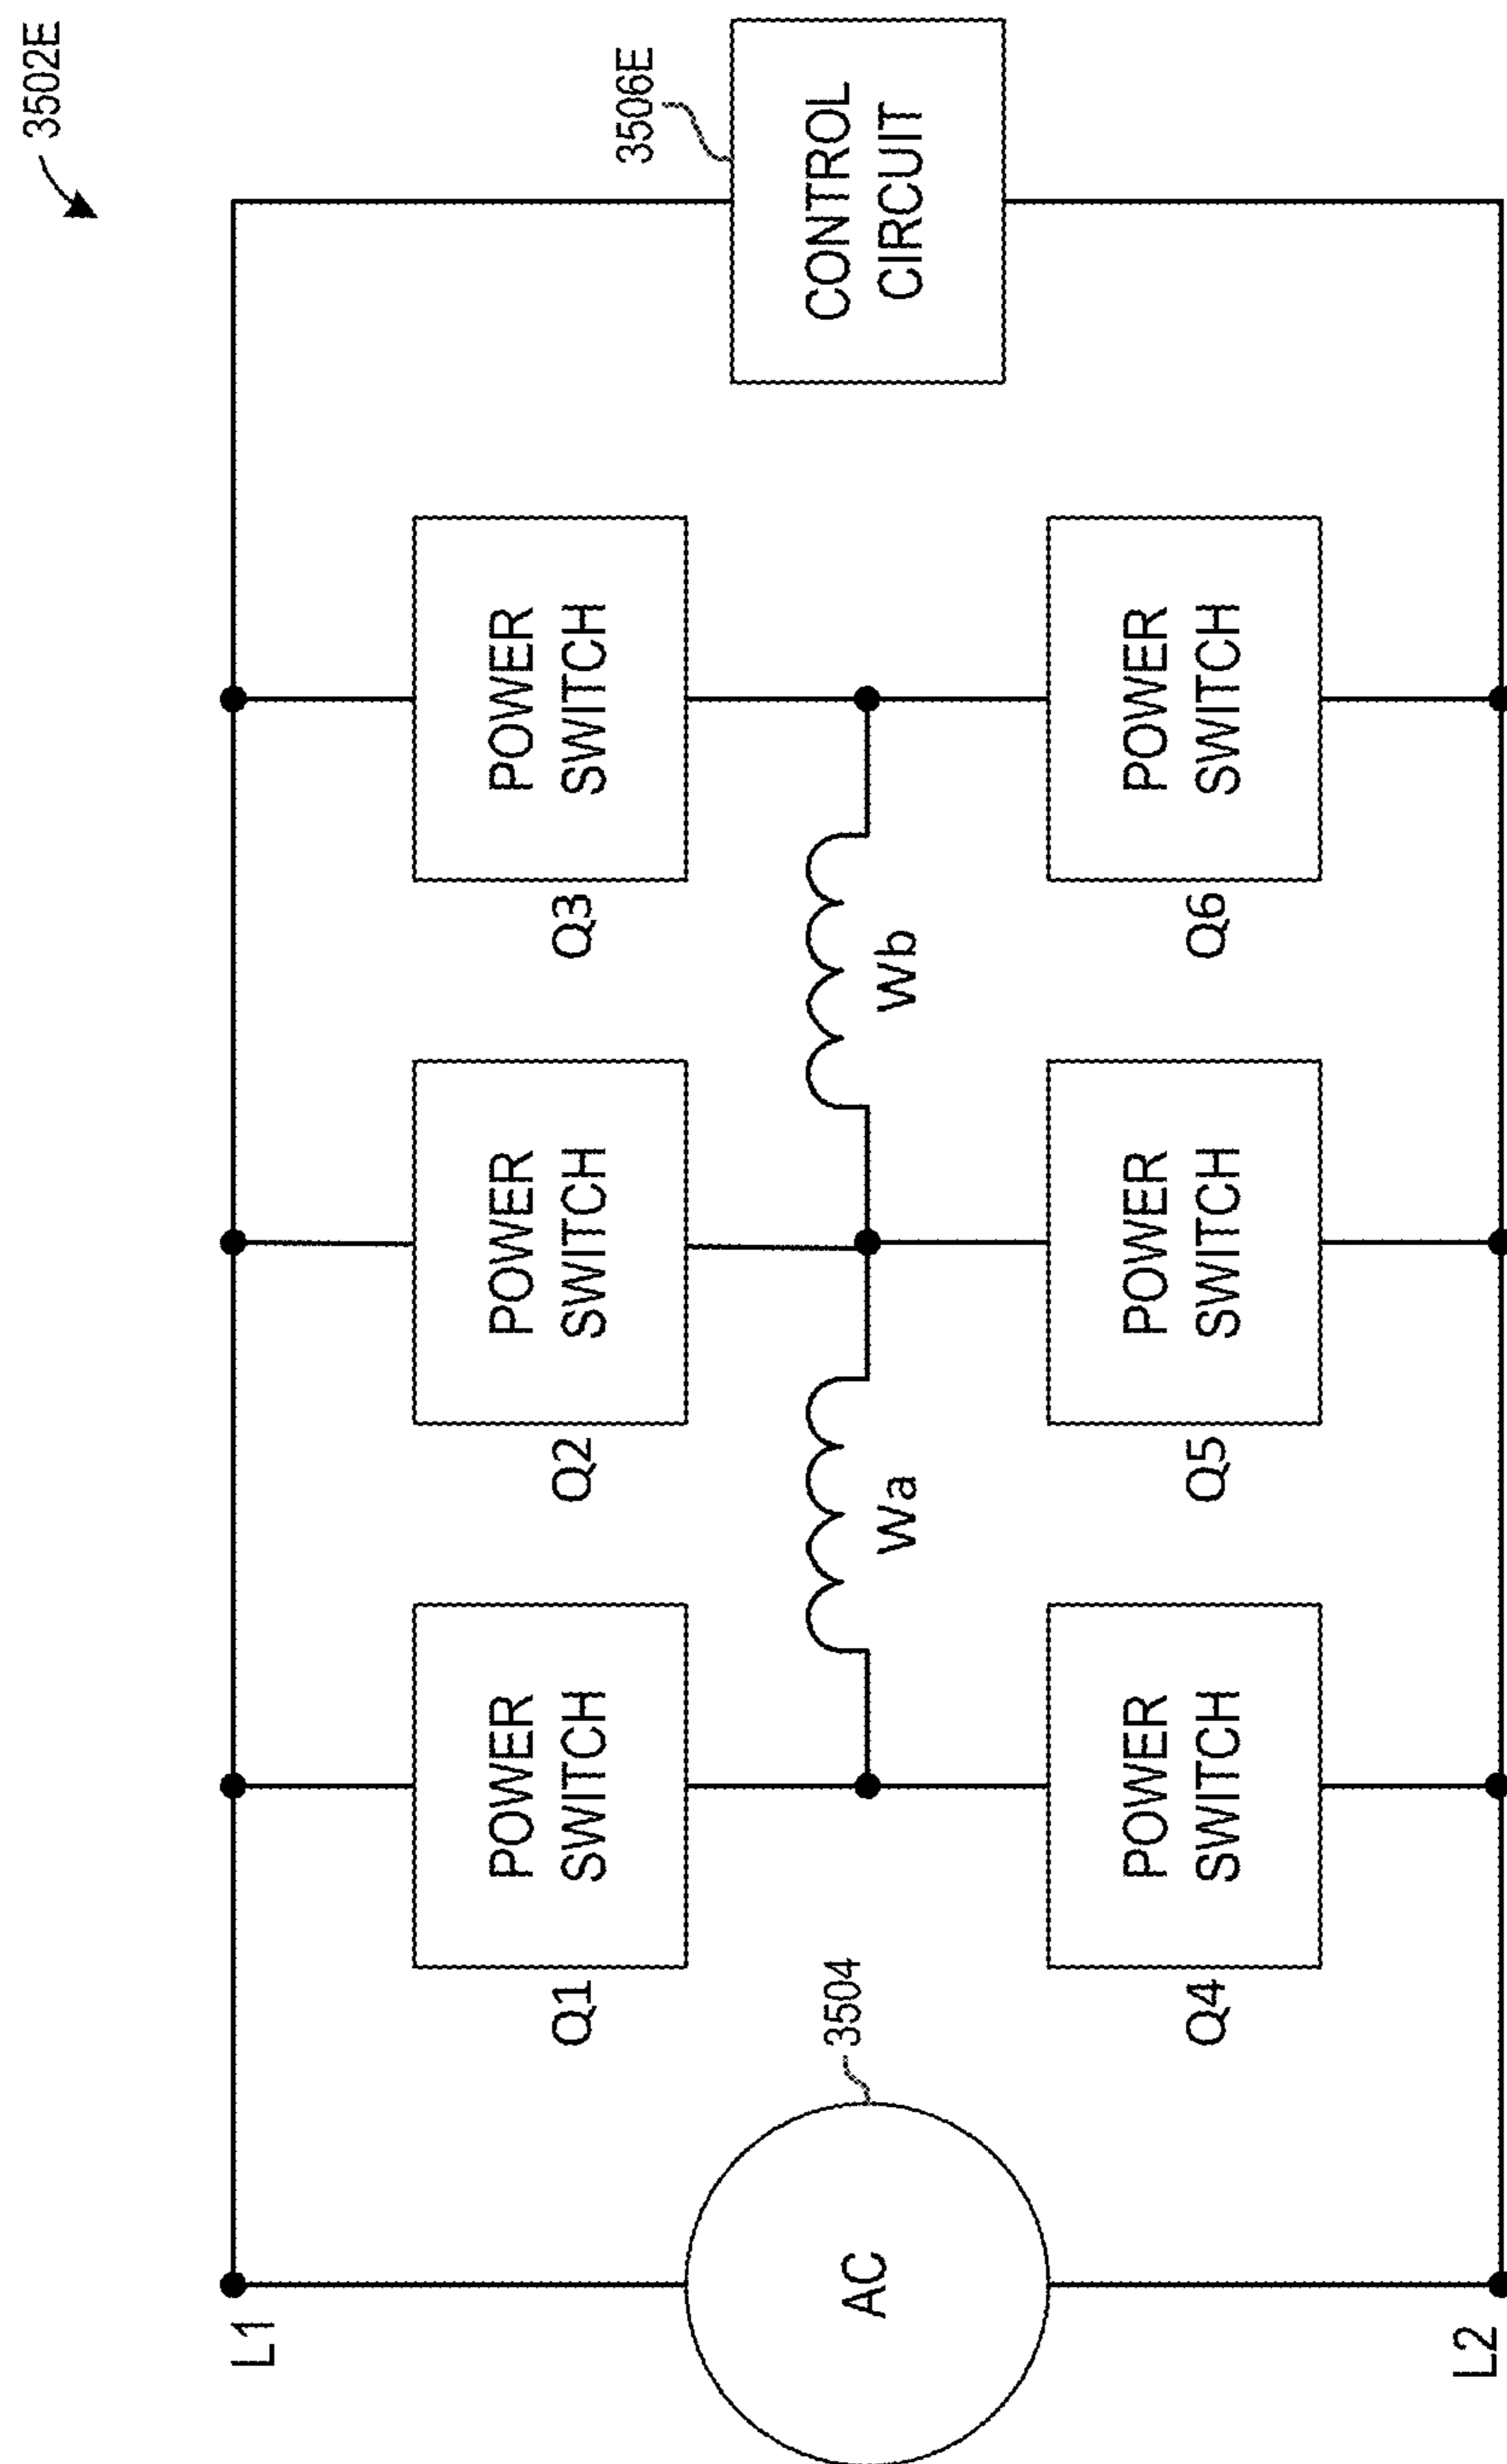 3502E
L1
Q1
POWER
SWITCH
Q2
POWER
SWITCH
Q3
POWER
SWITCH
3506E
CONTROL
CIRCUIT
3504
AC
Wa
Wb
Q4
POWER
SWITCH
Q5
POWER
SWITCH
Q6
POWER
SWITCH
L2